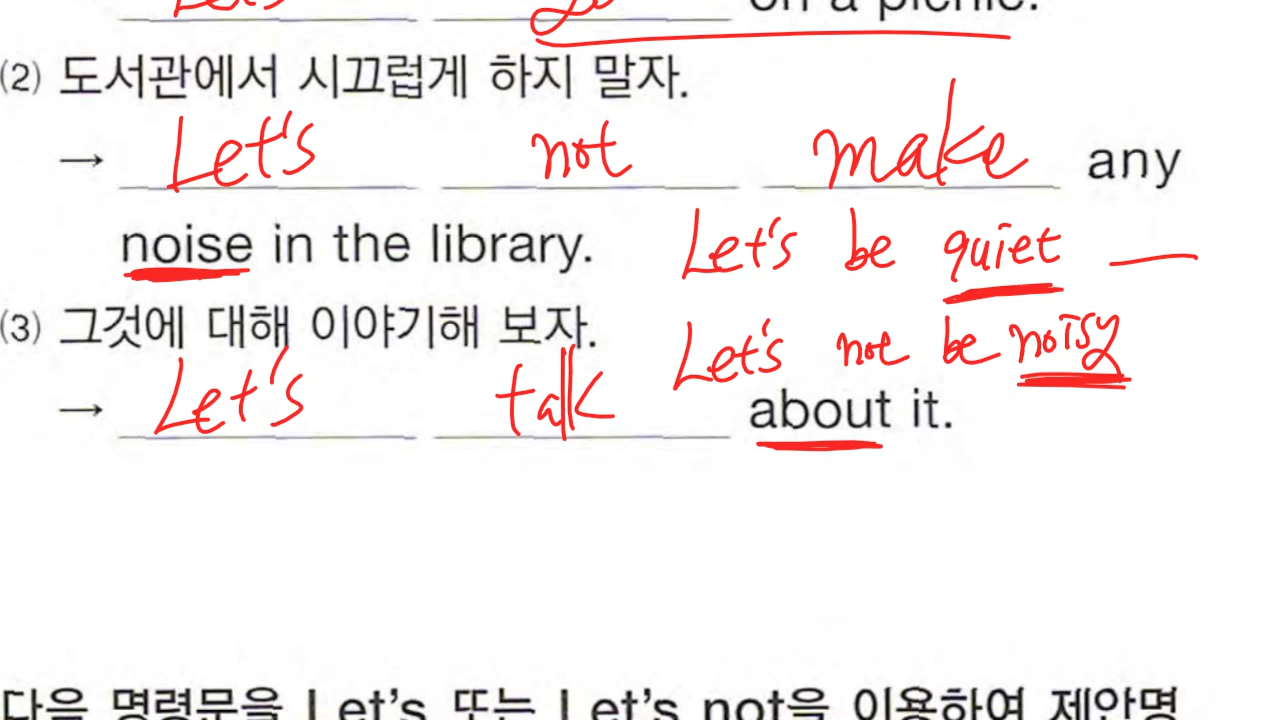 Let's go on a picnic.
(2) 도서관에서 시끄럽게 하지 말자.
→ Let's not make any
noise in the library. Let's be quiet —
(3) 그것에 대해 이야기해 보자. Let's not be noisy
→ Let's talk about it.
다음 명령문을 Let's 또는 Let's not을 이용하여 제안명